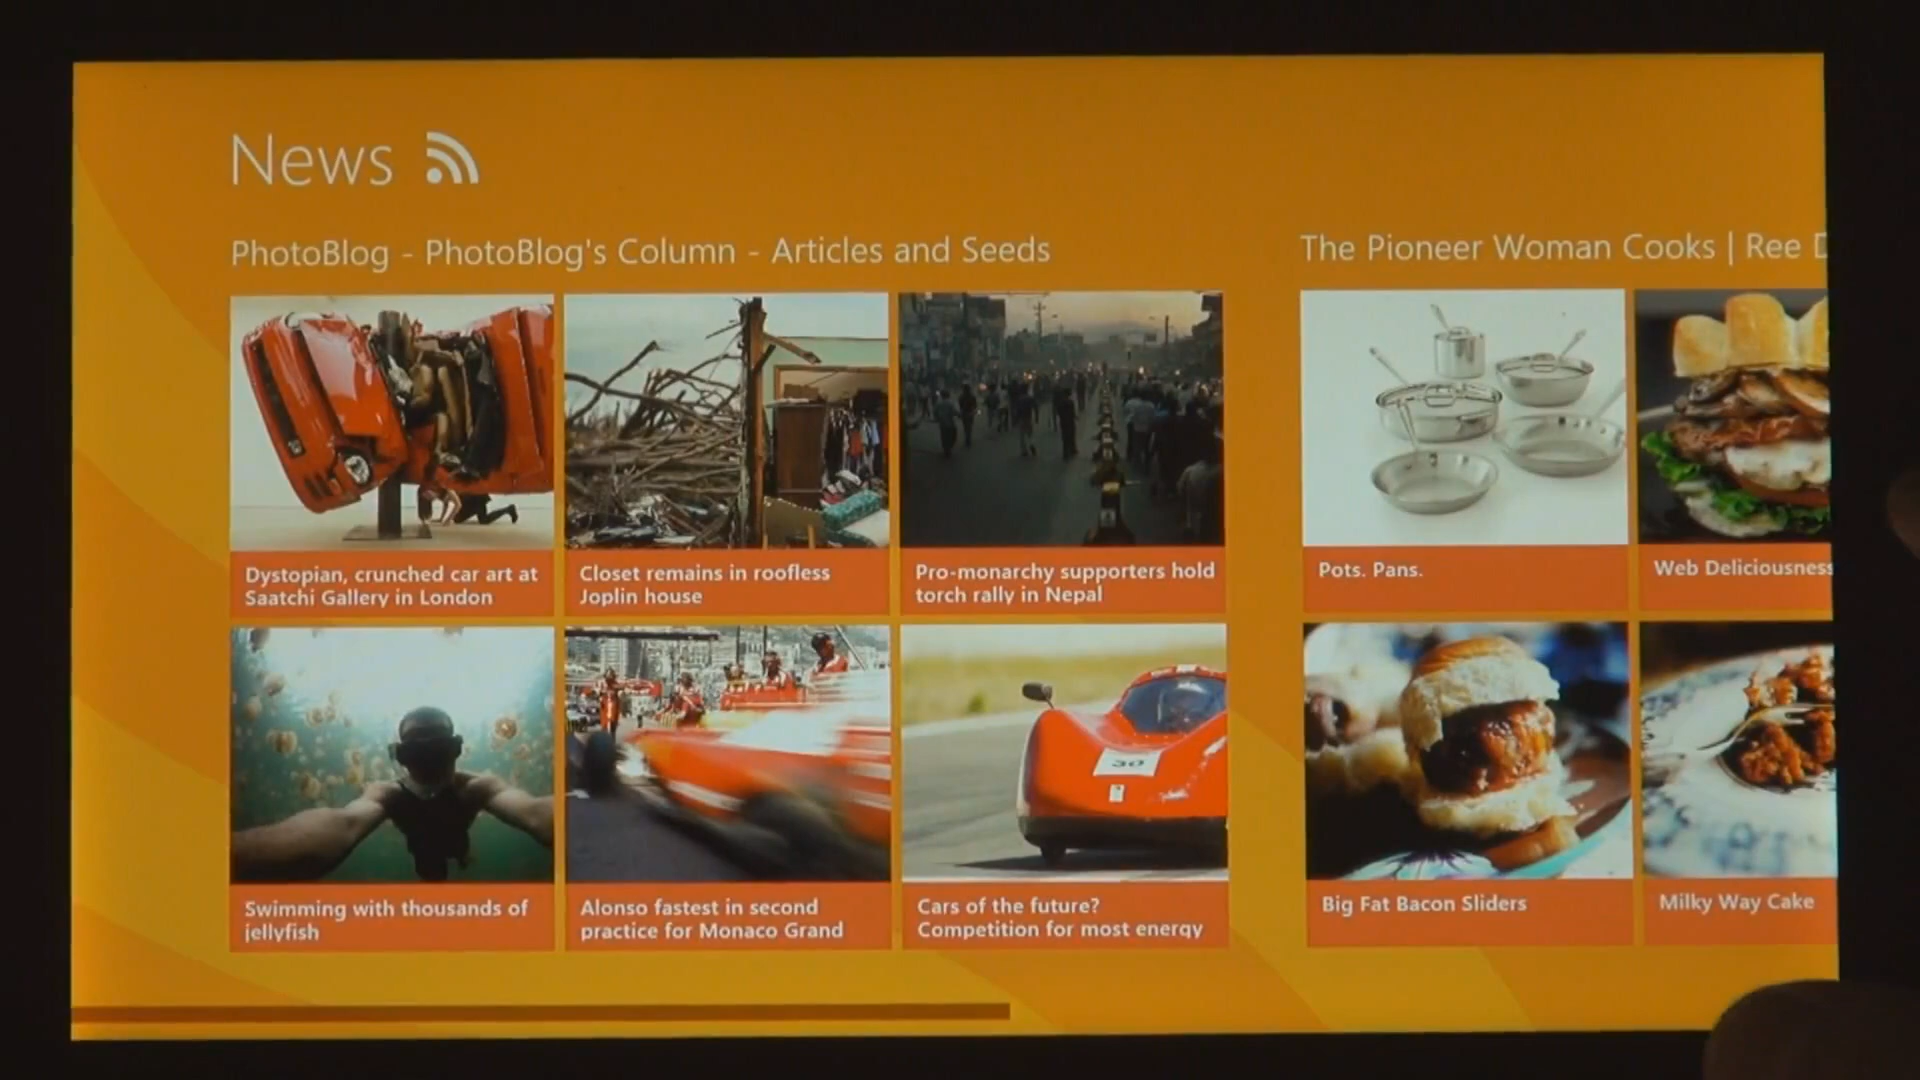 News
PhotoBlog - PhotoBlog's Column - Articles and Seeds
Dystopian, crunched car art at
Saatchi Gallery in London
Closet remains in roofless
Joplin house
Pro-monarchy supporters hold
torch rally in Nepal
Swimming with thousands of
jellyfish
Alonso fastest in second
practice for Monaco Grand
30
Cars of the future?
Competition for most energy
The Pioneer Woman Cooks | Ree
Pots. Pans.
Web Deliciousness
Big Fat Bacon Sliders
Milky Way Cake